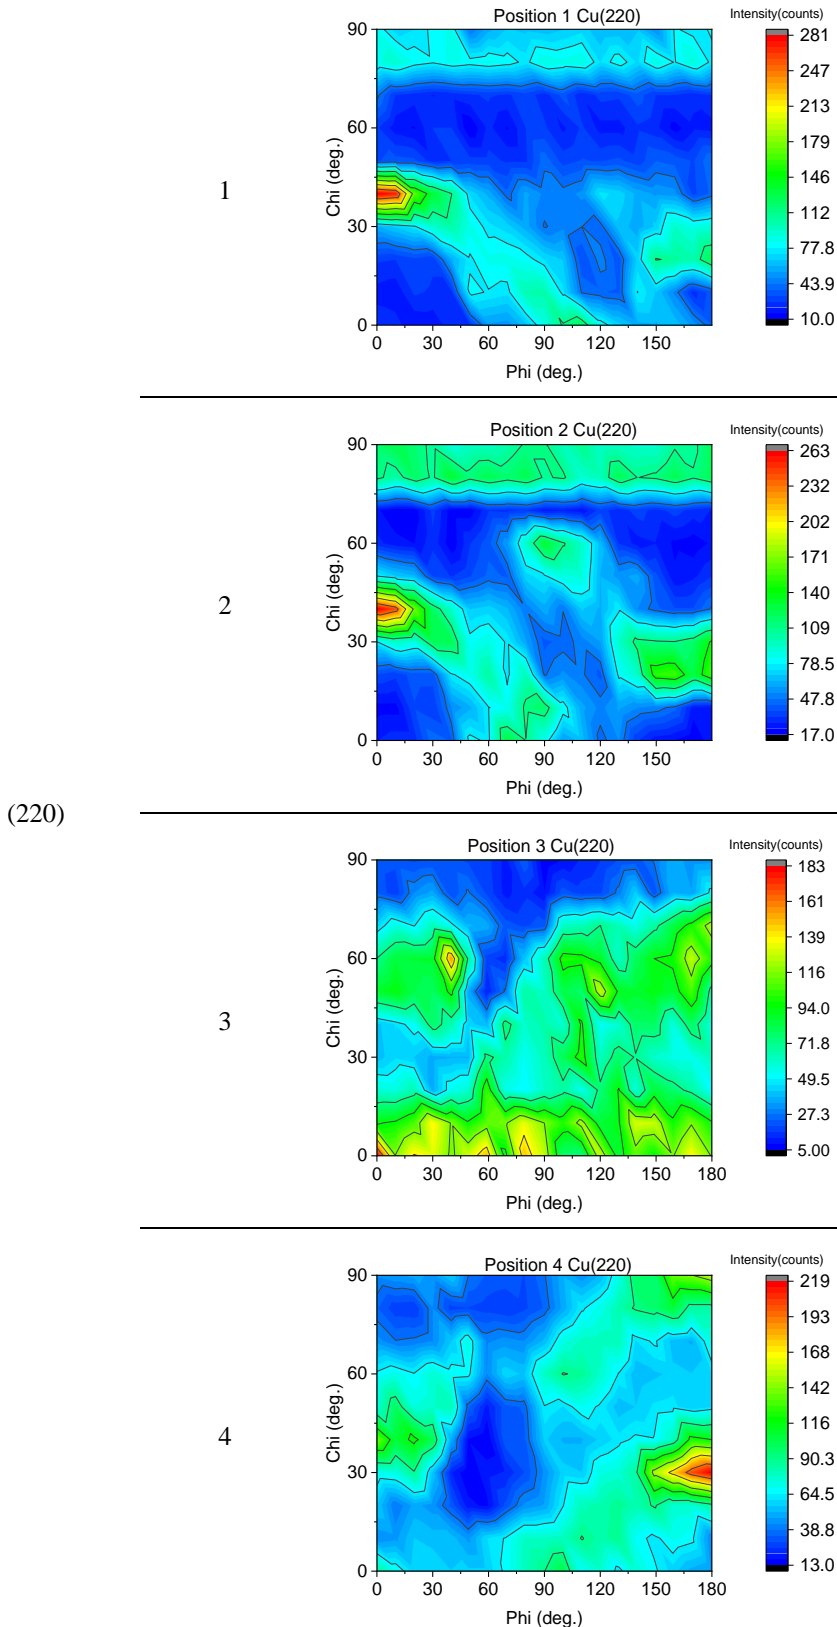 (220)
1
Position 1 Cu(220)
Intensity(counts)
Chi (deg.)
90
60
30
0
0 30 60 90 120 150
Phi (deg.)
281
247
213
179
146
112
77.8
43.9
10.0
2
Position 2 Cu(220)
Intensity(counts)
Chi (deg.)
90
60
30
0
0 30 60 90 120 150
Phi (deg.)
263
232
202
171
140
109
78.5
47.8
17.0
3
Position 3 Cu(220)
Intensity(counts)
Chi (deg.)
90
60
30
0
0 30 60 90 120 150 180
Phi (deg.)
183
161
139
116
94.0
71.8
49.5
27.3
5.00
4
Position 4 Cu(220)
Intensity(counts)
Chi (deg.)
90
60
30
0
0 30 60 90 120 150 180
Phi (deg.)
219
193
168
142
116
90.3
64.5
38.8
13.0